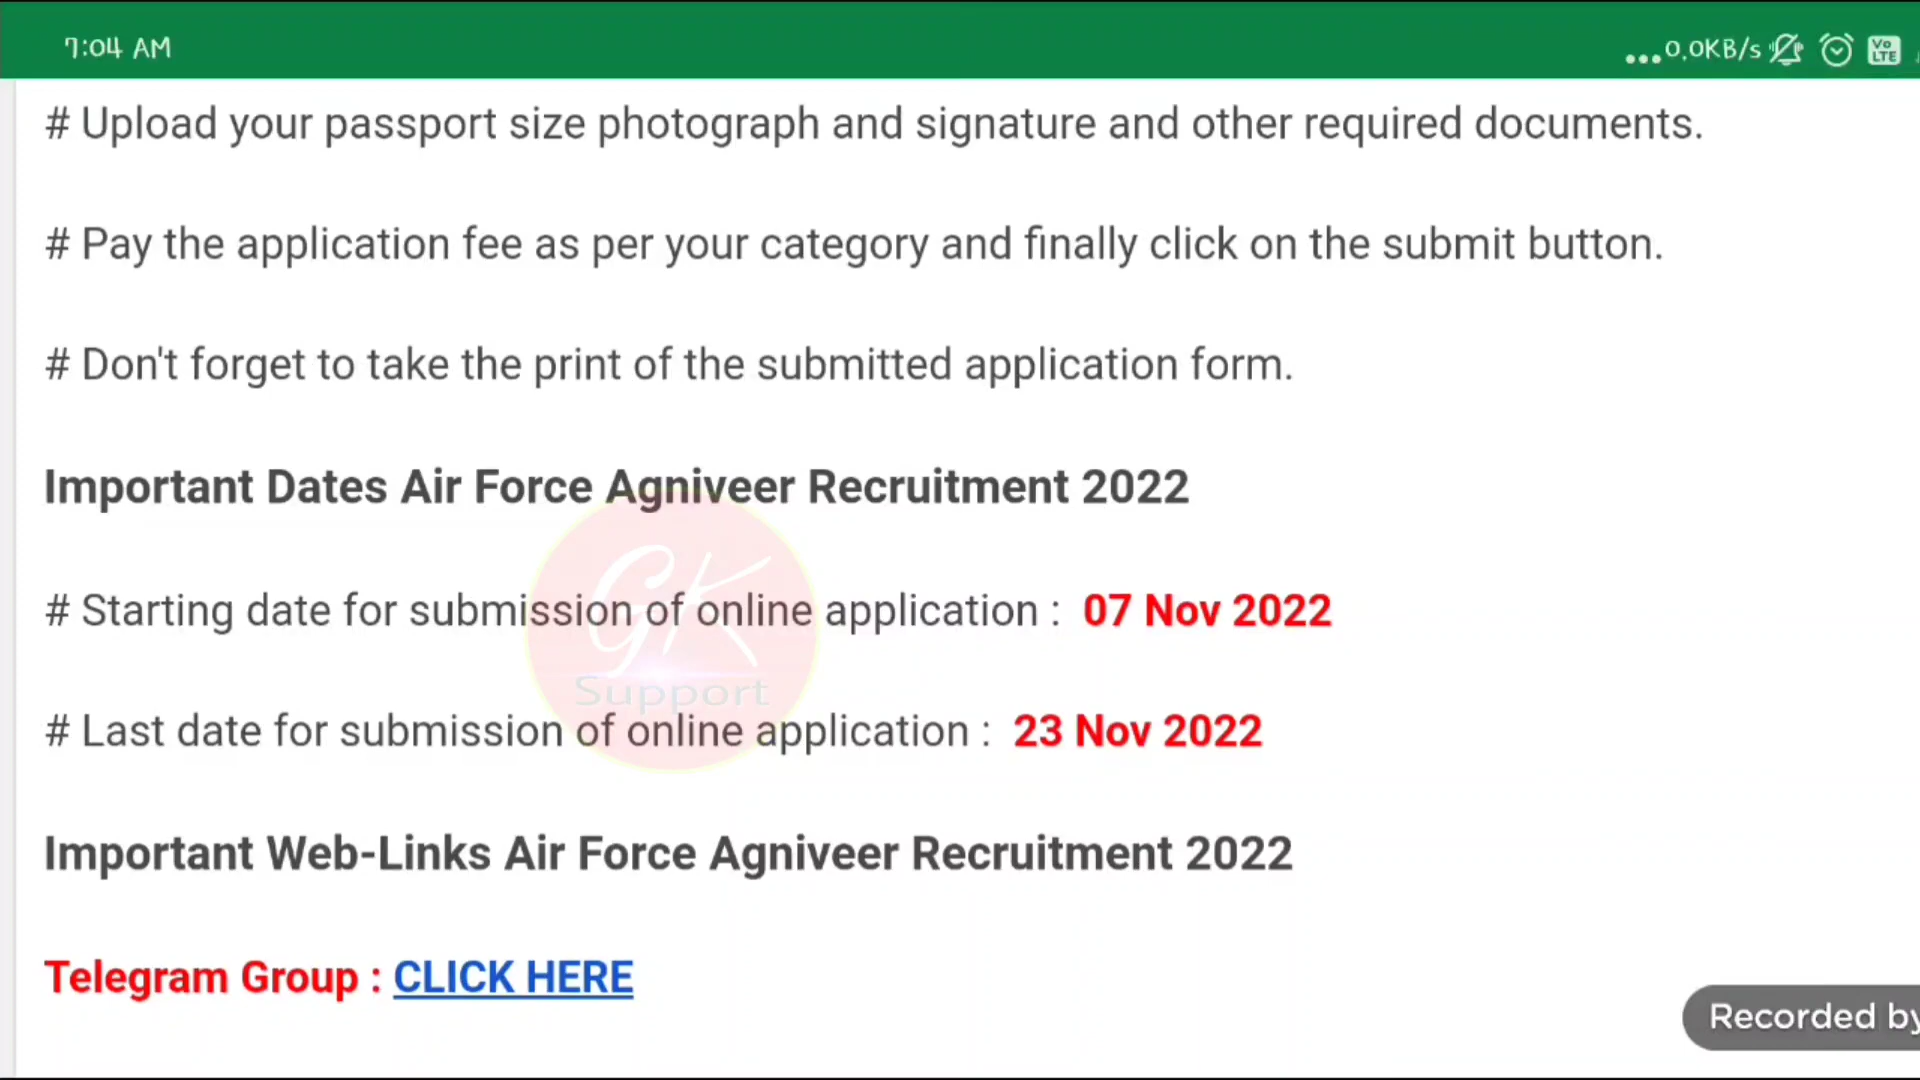 7:04 AM
...0.0KB/s Vo LTE
# Upload your passport size photograph and signature and other required documents.
# Pay the application fee as per your category and finally click on the submit button.
# Don't forget to take the print of the submitted application form.
Important Dates Air Force Agniveer Recruitment 2022
# Starting date for submission of online application : 07 Nov 2022
GK
Support
# Last date for submission of online application : 23 Nov 2022
Important Web-Links Air Force Agniveer Recruitment 2022
Telegram Group : CLICK HERE
Recorded by